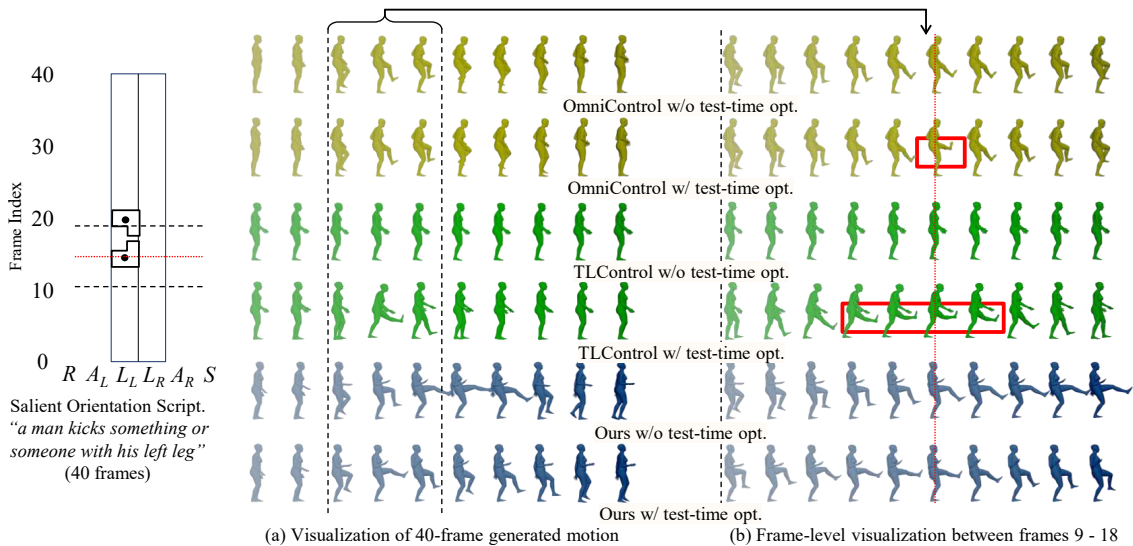 40
30
20
10
0
Frame Index
R A_L L_L L_R A_R S
Salient Orientation Script.
“a man kicks something or
someone with his left leg”
(40 frames)
OmniControl w/o test-time opt.
OmniControl w/ test-time opt.
TLControl w/o test-time opt.
TLControl w/ test-time opt.
Ours w/o test-time opt.
Ours w/ test-time opt.
(a) Visualization of 40-frame generated motion
(b) Frame-level visualization between frames 9 - 18